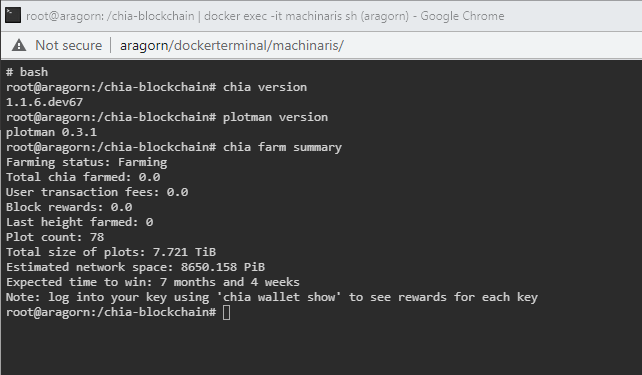 root@aragorn: /chia-blockchain | docker exec -it machinaris sh (aragorn) - Google Chrome
Not secure | aragorn/dockerterminal/machinaris/
# bash
root@aragorn:/chia-blockchain# chia version
1.1.6.dev67
root@aragorn:/chia-blockchain# plotman version
plotman 0.3.1
root@aragorn:/chia-blockchain# chia farm summary
Farming status: Farming
Total chia farmed: 0.0
User transaction fees: 0.0
Block rewards: 0.0
Last height farmed: 0
Plot count: 78
Total size of plots: 7.721 TiB
Estimated network space: 8650.158 PiB
Expected time to win: 7 months and 4 weeks
Note: log into your key using 'chia wallet show' to see rewards for each key
root@aragorn:/chia-blockchain#